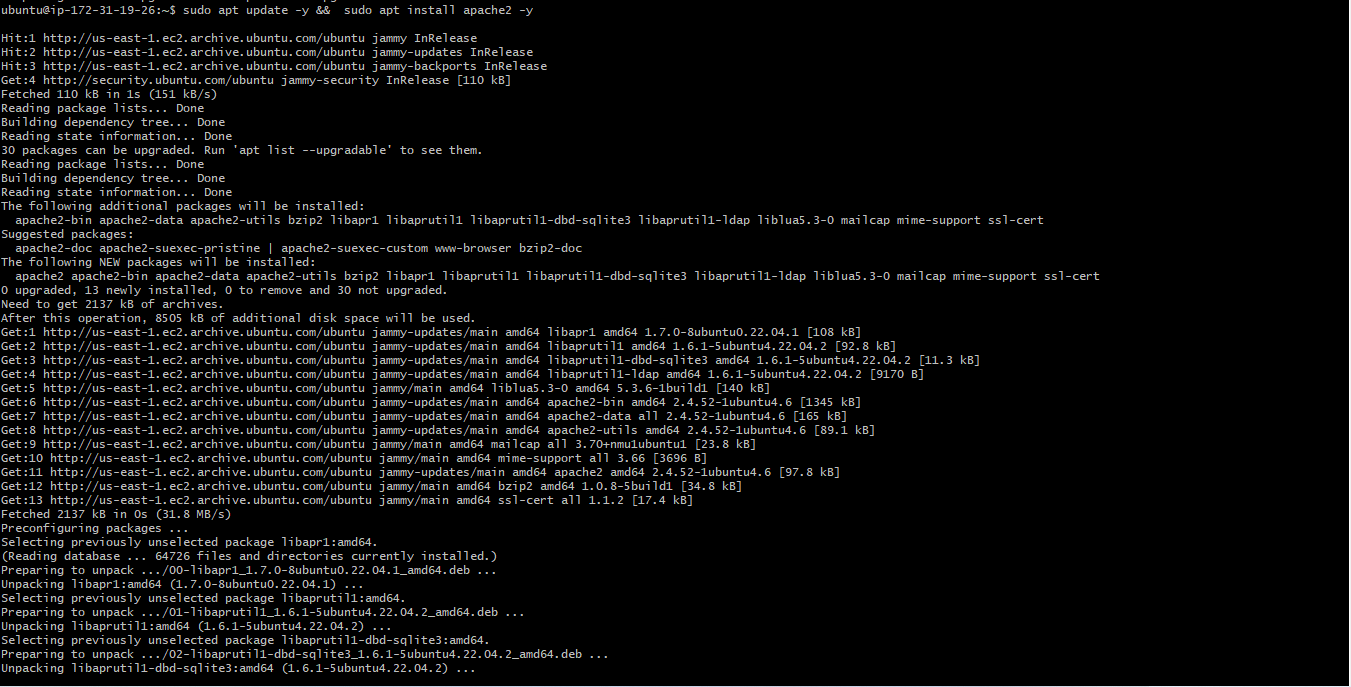 ubuntu@ip-172-31-19-26:~$ sudo apt update -y &&  sudo apt install apache2 -y
Hit:1 http://us-east-1.ec2.archive.ubuntu.com/ubuntu jammy InRelease
Hit:2 http://us-east-1.ec2.archive.ubuntu.com/ubuntu jammy-updates InRelease
Hit:3 http://us-east-1.ec2.archive.ubuntu.com/ubuntu jammy-backports InRelease
Get:4 http://security.ubuntu.com/ubuntu jammy-security InRelease [110 kB]
Fetched 110 kB in 1s (151 kB/s)
Reading package lists... Done
Building dependency tree... Done
Reading state information... Done
30 packages can be upgraded. Run 'apt list --upgradable' to see them.
Reading package lists... Done
Building dependency tree... Done
Reading state information... Done
The following additional packages will be installed:
  apache2-bin apache2-data apache2-utils bzip2 libapr1 libaprutil1 libaprutil1-dbd-sqlite3 libaprutil1-ldap liblua5.3-0 mailcap mime-support ssl-cert
Suggested packages:
  apache2-doc apache2-suexec-pristine | apache2-suexec-custom www-browser bzip2-doc
The following NEW packages will be installed:
  apache2 apache2-bin apache2-data apache2-utils bzip2 libapr1 libaprutil1 libaprutil1-dbd-sqlite3 libaprutil1-ldap liblua5.3-0 mailcap mime-support ssl-cert
0 upgraded, 13 newly installed, 0 to remove and 30 not upgraded.
Need to get 2137 kB of archives.
After this operation, 8505 kB of additional disk space will be used.
Get:1 http://us-east-1.ec2.archive.ubuntu.com/ubuntu jammy-updates/main amd64 libapr1 amd64 1.7.0-8ubuntu0.22.04.1 [108 kB]
Get:2 http://us-east-1.ec2.archive.ubuntu.com/ubuntu jammy-updates/main amd64 libaprutil1 amd64 1.6.1-5ubuntu4.22.04.2 [92.8 kB]
Get:3 http://us-east-1.ec2.archive.ubuntu.com/ubuntu jammy-updates/main amd64 libaprutil1-dbd-sqlite3 amd64 1.6.1-5ubuntu4.22.04.2 [11.3 kB]
Get:4 http://us-east-1.ec2.archive.ubuntu.com/ubuntu jammy-updates/main amd64 libaprutil1-ldap amd64 1.6.1-5ubuntu4.22.04.2 [9170 B]
Get:5 http://us-east-1.ec2.archive.ubuntu.com/ubuntu jammy/main amd64 liblua5.3-0 amd64 5.3.6-1build1 [140 kB]
Get:6 http://us-east-1.ec2.archive.ubuntu.com/ubuntu jammy-updates/main amd64 apache2-bin amd64 2.4.52-1ubuntu4.6 [1345 kB]
Get:7 http://us-east-1.ec2.archive.ubuntu.com/ubuntu jammy-updates/main amd64 apache2-data all 2.4.52-1ubuntu4.6 [165 kB]
Get:8 http://us-east-1.ec2.archive.ubuntu.com/ubuntu jammy-updates/main amd64 apache2-utils amd64 2.4.52-1ubuntu4.6 [89.1 kB]
Get:9 http://us-east-1.ec2.archive.ubuntu.com/ubuntu jammy/main amd64 mailcap all 3.70+nmu1ubuntu1 [23.8 kB]
Get:10 http://us-east-1.ec2.archive.ubuntu.com/ubuntu jammy/main amd64 mime-support all 3.66 [3696 B]
Get:11 http://us-east-1.ec2.archive.ubuntu.com/ubuntu jammy-updates/main amd64 apache2 amd64 2.4.52-1ubuntu4.6 [97.8 kB]
Get:12 http://us-east-1.ec2.archive.ubuntu.com/ubuntu jammy/main amd64 bzip2 amd64 1.0.8-5build1 [34.8 kB]
Get:13 http://us-east-1.ec2.archive.ubuntu.com/ubuntu jammy/main amd64 ssl-cert all 1.1.2 [17.4 kB]
Fetched 2137 kB in 0s (31.8 MB/s)
Preconfiguring packages ...
Selecting previously unselected package libapr1:amd64.
(Reading database ... 64726 files and directories currently installed.)
Preparing to unpack .../00-libapr1_1.7.0-8ubuntu0.22.04.1_amd64.deb ...
Unpacking libapr1:amd64 (1.7.0-8ubuntu0.22.04.1) ...
Selecting previously unselected package libaprutil1:amd64.
Preparing to unpack .../01-libaprutil1_1.6.1-5ubuntu4.22.04.2_amd64.deb ...
Unpacking libaprutil1:amd64 (1.6.1-5ubuntu4.22.04.2) ...
Selecting previously unselected package libaprutil1-dbd-sqlite3:amd64.
Preparing to unpack .../02-libaprutil1-dbd-sqlite3_1.6.1-5ubuntu4.22.04.2_amd64.deb ...
Unpacking libaprutil1-dbd-sqlite3:amd64 (1.6.1-5ubuntu4.22.04.2) ...